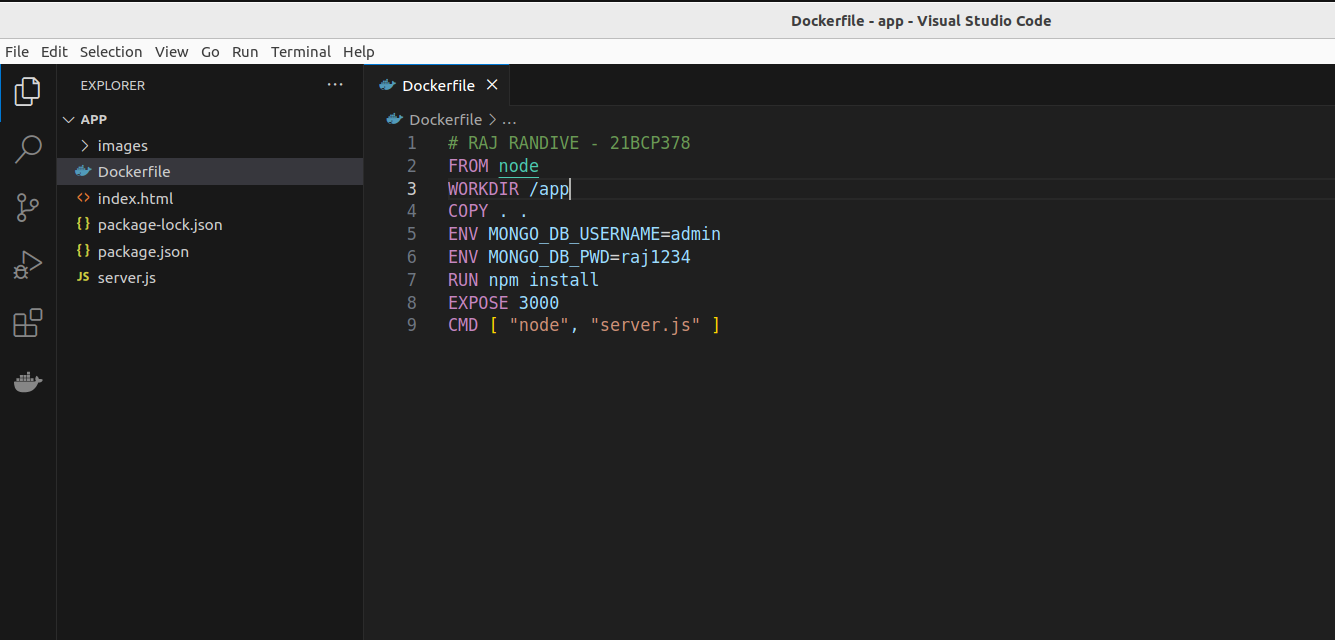 Dockerfile - app - Visual Studio Code
File Edit Selection View Go Run Terminal Help
EXPLORER ...
Dockerfile
APP
images
Dockerfile
index.html
package-lock.json
package.json
JS server.js
Dockerfile > ...
1 # RAJ RANDIVE - 21BCP378
2 FROM node
3 WORKDIR /app
4 COPY . .
5 ENV MONGO_DB_USERNAME=admin
6 ENV MONGO_DB_PWD=raj1234
7 RUN npm install
8 EXPOSE 3000
9 CMD [ "node", "server.js" ]